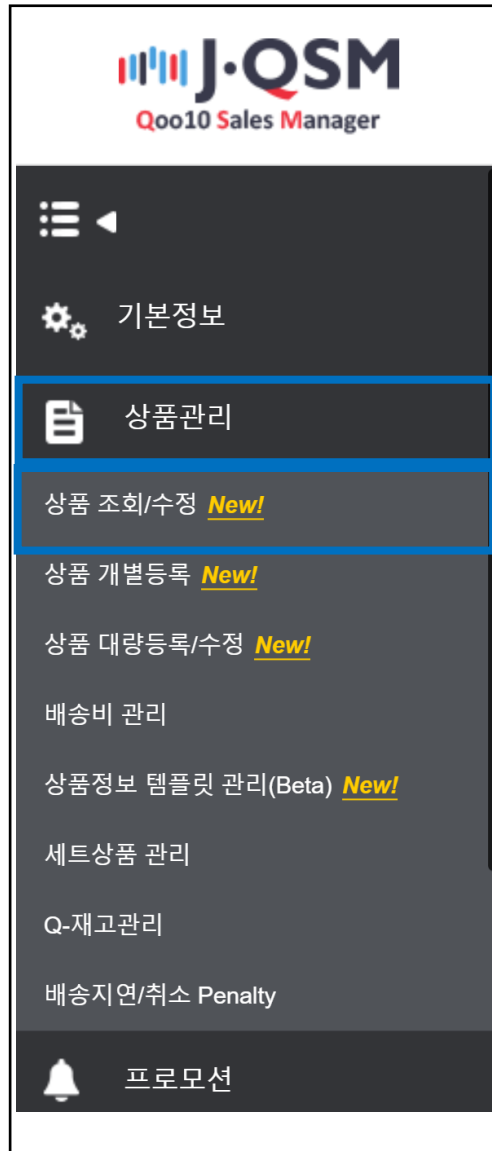 J·QSM
Qoo10 Sales Manager
기본정보
상품관리
상품 조회/수정 New!
상품 개별등록 New!
상품 대량등록/수정 New!
배송비 관리
상품정보 템플릿 관리(Beta) New!
세트상품 관리
Q-재고관리
배송지연/취소 Penalty
프로모션